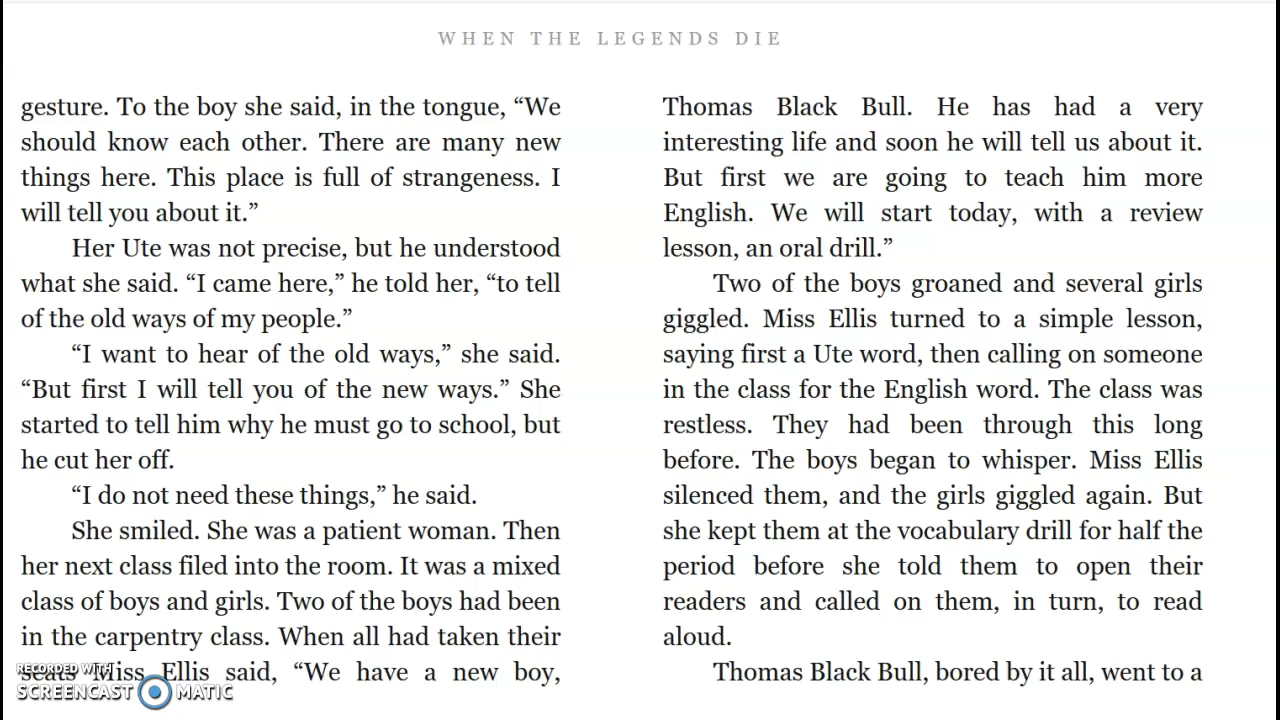 WHEN THE LEGENDS DIE
gesture. To the boy she said, in the tongue, “We
should know each other. There are many new
things here. This place is full of strangeness. I
will tell you about it.”
Her Ute was not precise, but he understood
what she said. “I came here,” he told her, “to tell
of the old ways of my people.”
“I want to hear of the old ways,” she said.
“But first I will tell you of the new ways.” She
started to tell him why he must go to school, but
he cut her off.
“I do not need these things,” he said.
She smiled. She was a patient woman. Then
her next class filed into the room. It was a mixed
class of boys and girls. Two of the boys had been
in the carpentry class. When all had taken their
seats Miss Ellis said, “We have a new boy,
Thomas Black Bull. He has had a very
interesting life and soon he will tell us about it.
But first we are going to teach him more
English. We will start today, with a review
lesson, an oral drill.”
Two of the boys groaned and several girls
giggled. Miss Ellis turned to a simple lesson,
saying first a Ute word, then calling on someone
in the class for the English word. The class was
restless. They had been through this long
before. The boys began to whisper. Miss Ellis
silenced them, and the girls giggled again. But
she kept them at the vocabulary drill for half the
period before she told them to open their
readers and called on them, in turn, to read
aloud.
Thomas Black Bull, bored by it all, went to a
RECORDED WITH
SCREENCAST MATIC